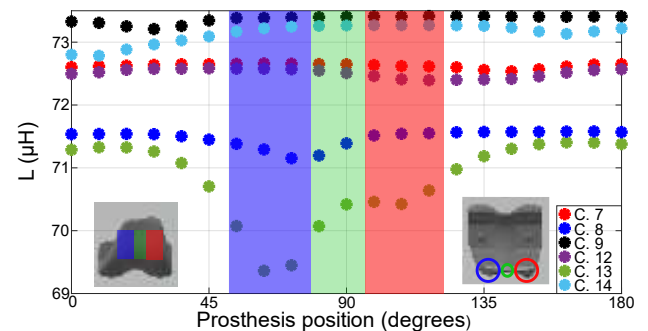 73
72
71
70
69
L (µH)
0
45
90
135
180
Prosthesis position (degrees)
C. 7
C. 8
C. 9
C. 12
C. 13
C. 14